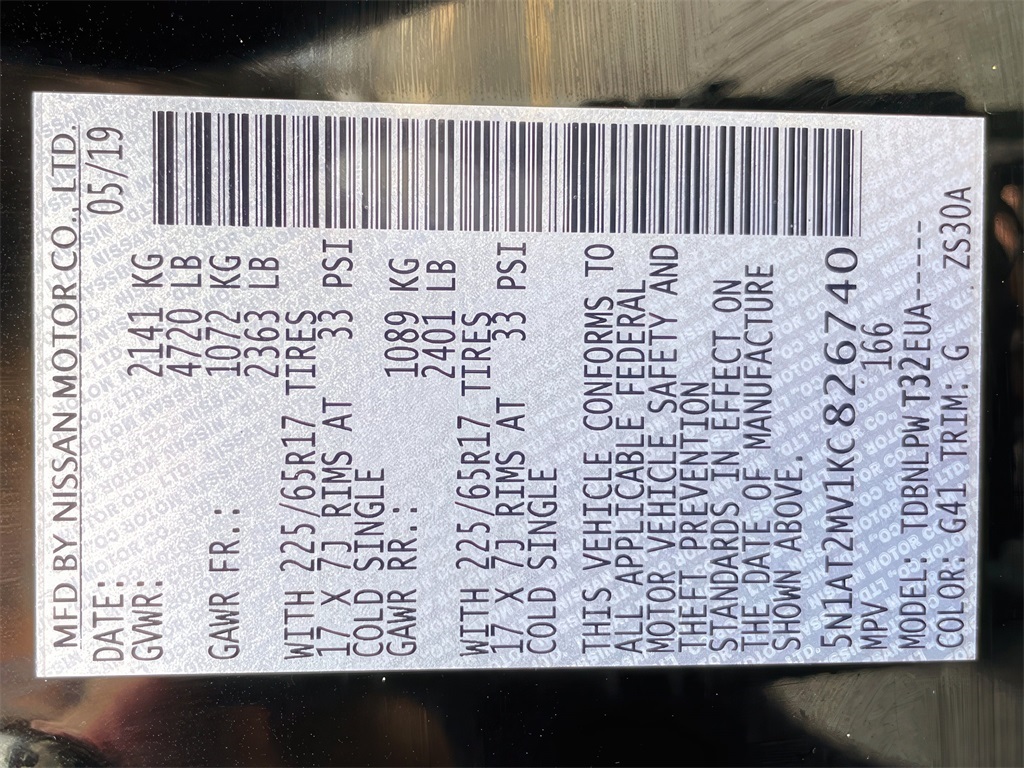 MFD BY NISSAN MOTOR CO., LTD.
DATE: 05/19
GVWR: 2141 KG
4720 LB
GAWR FR.: 1072 KG
2363 LB
WITH 225/65R17 TIRES
17 X 7J RIMS AT 33 PSI
COLD SINGLE
GAWR RR.: 1089 KG
2401 LB
WITH 225/65R17 TIRES
17 X 7J RIMS AT 33 PSI
COLD SINGLE
THIS VEHICLE CONFORMS TO
ALL APPLICABLE FEDERAL
MOTOR VEHICLE SAFETY AND
THEFT PREVENTION
STANDARDS IN EFFECT ON
THE DATE OF MANUFACTURE
SHOWN ABOVE.
5N1AT2MV1KC826740
MPV 166
MODEL: TDBNLPW T32EUA-----
COLOR: G41 TRIM: G ZS30A